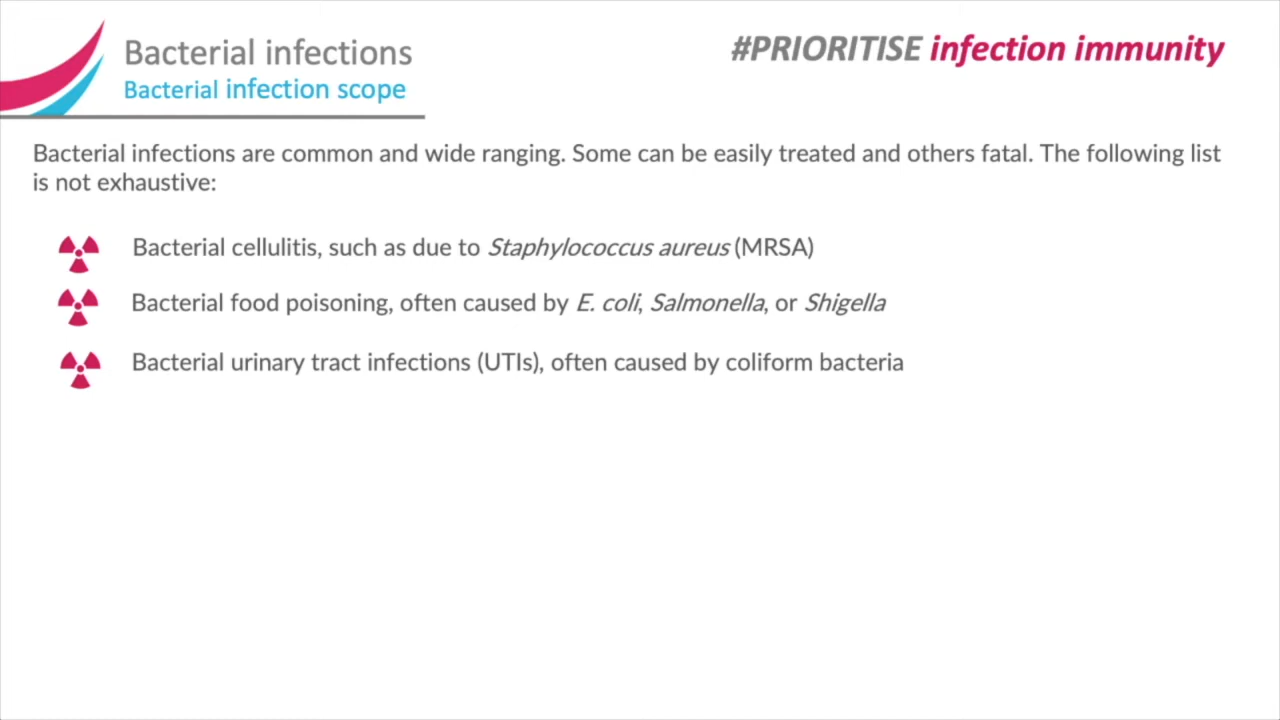 Bacterial infections
Bacterial infection scope
#PRIORITISE infection immunity
Bacterial infections are common and wide ranging. Some can be easily treated and others fatal. The following list
is not exhaustive:
Bacterial cellulitis, such as due to Staphylococcus aureus (MRSA)
Bacterial food poisoning, often caused by E. coli, Salmonella, or Shigella
Bacterial urinary tract infections (UTIs), often caused by coliform bacteria